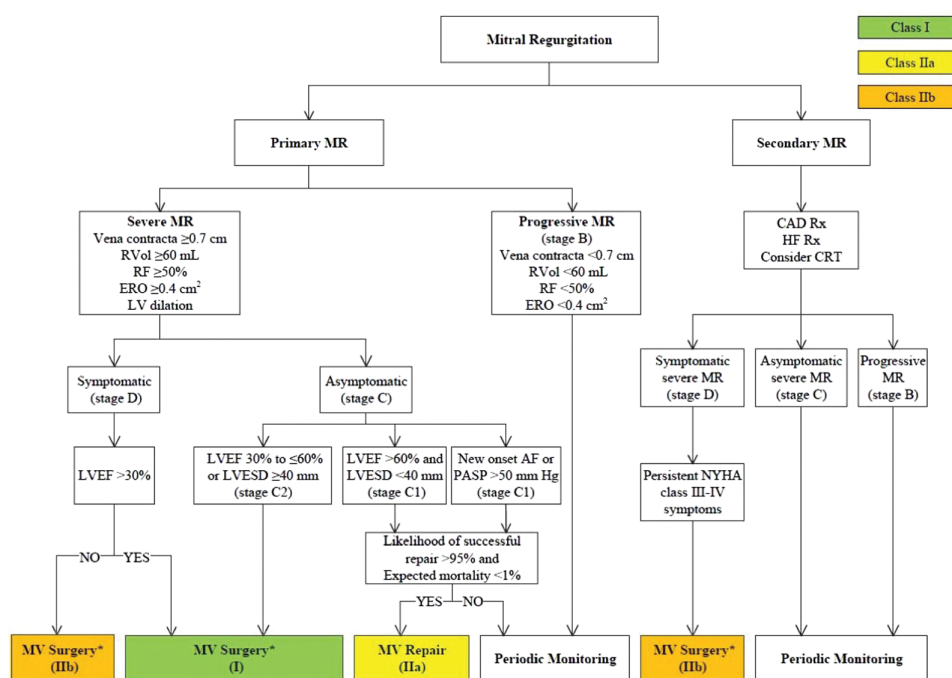 Mitral Regurgitation
Class I
Class IIa
Class IIb
Primary MR
Secondary MR
Severe MR
Vena contracta ≥0.7 cm
RVol ≥60 mL
RF ≥50%
ERO ≥0.4 cm²
LV dilation
Progressive MR
(stage B)
Vena contracta <0.7 cm
RVol <60 mL
RF <50%
ERO <0.4 cm²
CAD Rx
HF Rx
Consider CRT
Symptomatic
(stage D)
Asymptomatic
(stage C)
Symptomatic
severe MR
(stage D)
Asymptomatic
severe MR
(stage C)
Progressive
MR
(stage B)
LVEF >30%
LVEF 30% to ≤60%
or LVESD ≥40 mm
(stage C2)
LVEF >60% and
LVESD <40 mm
(stage C1)
New onset AF or
PASP >50 mm Hg
(stage C1)
Persistent NYHA
class III-IV
symptoms
Likelihood of successful
repair >95% and
Expected mortality <1%
NO
YES
YES
NO
MV Surgery*
(IIb)
MV Surgery*
(I)
MV Repair
(IIa)
Periodic Monitoring
MV Surgery*
(IIb)
Periodic Monitoring